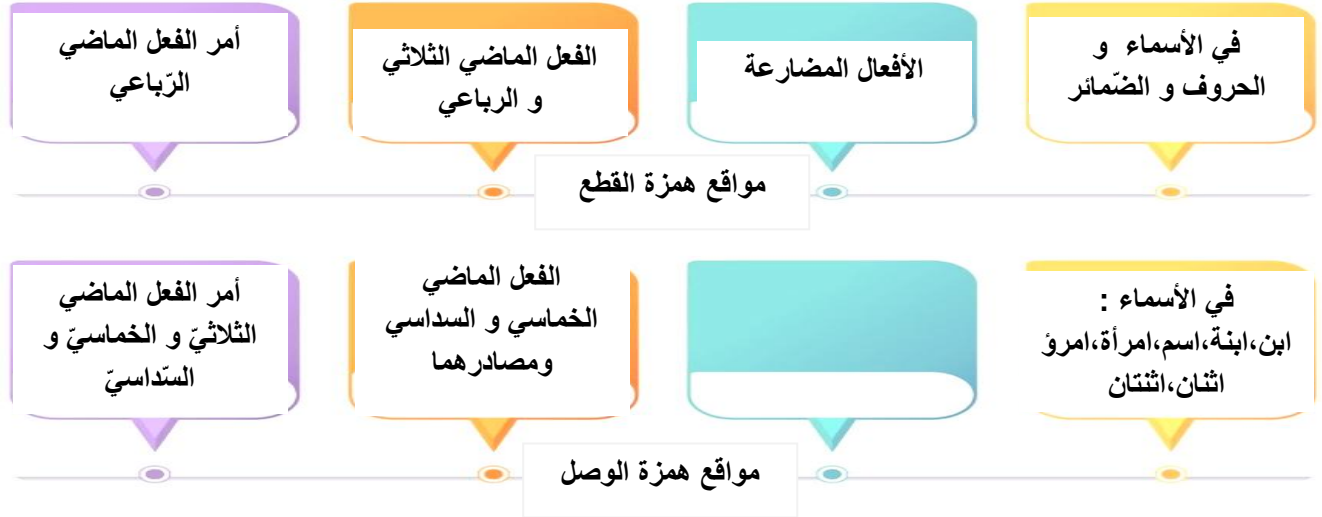 في الأسماء و
الحروف و الضّمائر
الأفعال المضارعة
الفعل الماضي الثلاثي
و الرباعي
أمر الفعل الماضي
الرّباعي
مواقع همزة القطع
في الأسماء :
ابن،ابنة،اسم،امرأة،امرؤ
اثنان،اثنتان
الفعل الماضي
الخماسي و السداسي
ومصادرهما
أمر الفعل الماضي
الثلاثيّ و الخماسيّ و
السّداسيّ
مواقع همزة الوصل